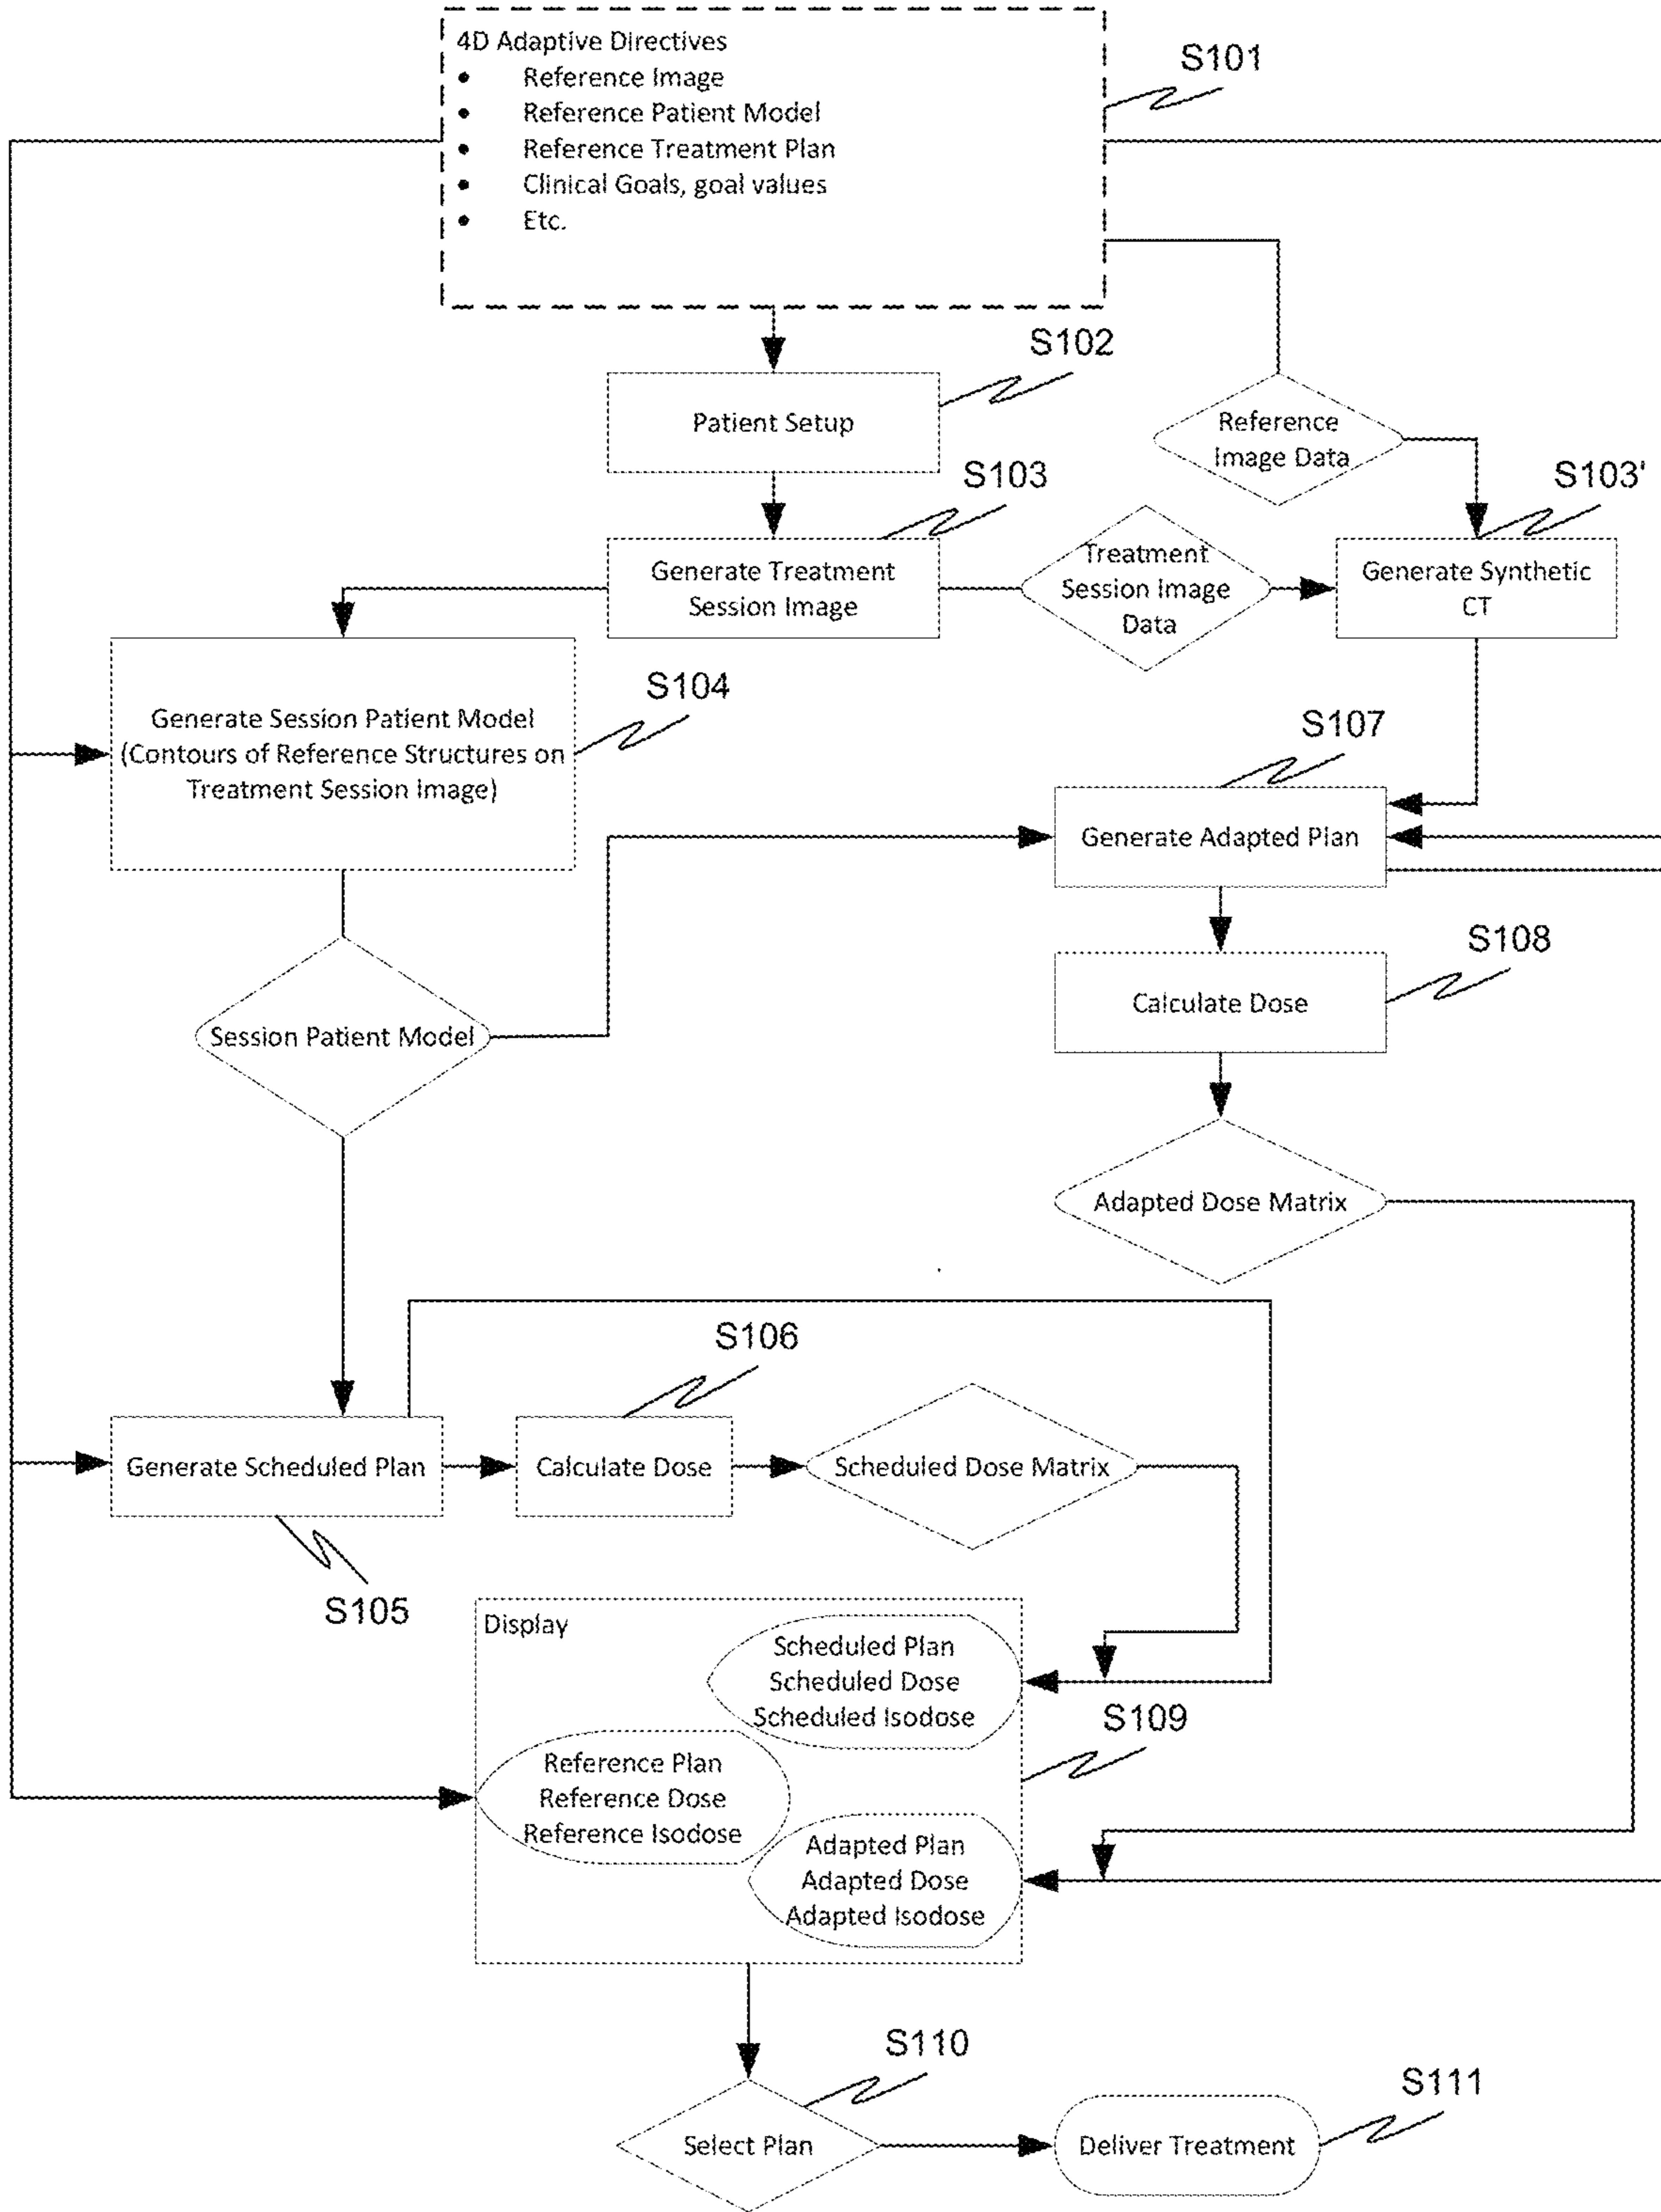 4D Adaptive Directives
• Reference Image
• Reference Patient Model
• Reference Treatment Plan
• Clinical Goals, goal values
• Etc.
S101
S102
Patient Setup
Reference
Image Data
S103
S103'
Generate Treatment
Session Image
Treatment
Session Image
Data
Generate Synthetic
CT
S104
Generate Session Patient Model
(Contours of Reference Structures on
Treatment Session Image)
S107
Generate Adapted Plan
S108
Calculate Dose
Session Patient Model
Adapted Dose Matrix
S106
Generate Scheduled Plan
Calculate Dose
Scheduled Dose Matrix
S105
Display
Scheduled Plan
Scheduled Dose
Scheduled Isodose
S109
Reference Plan
Reference Dose
Reference Isodose
Adapted Plan
Adapted Dose
Adapted Isodose
S110
S111
Select Plan
Deliver Treatment